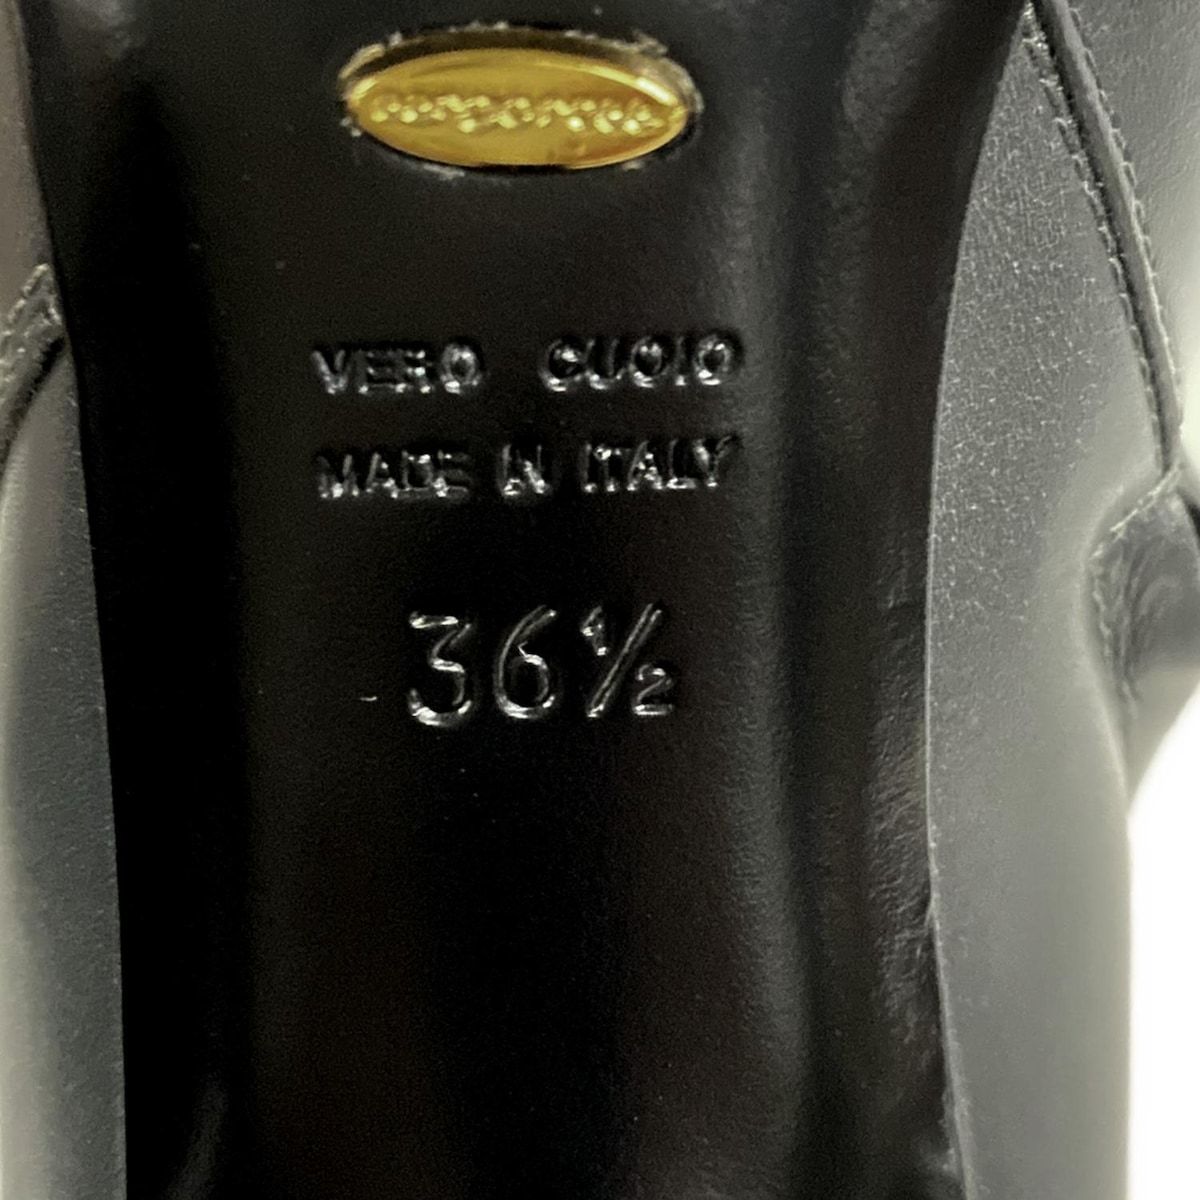 VERO CUOIO
MADE IN ITALY
36½